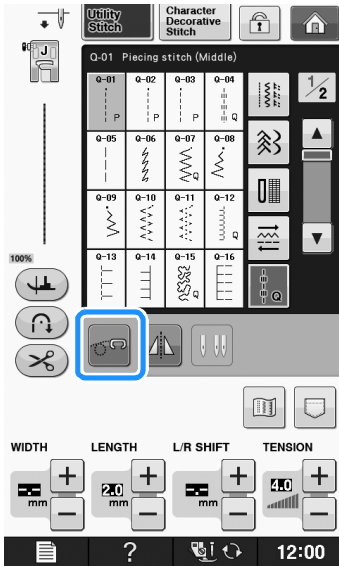 Utility
Stitch
Character
Decorative
Stitch
J
Q-01 Piecing stitch (Middle)
Q-01 Q-02 Q-03 Q-04
P P P Q
1/2
Q-05 Q-06 Q-07 Q-08
Q
Q-09 Q-10 Q-11 Q-12
Q
100%
Q-13 Q-14 Q-15 Q-16
Q
Q
WIDTH LENGTH L/R SHIFT TENSION
-.- + 2.0 + -.- + 4.0 +
mm − mm − mm − −
? 12:00